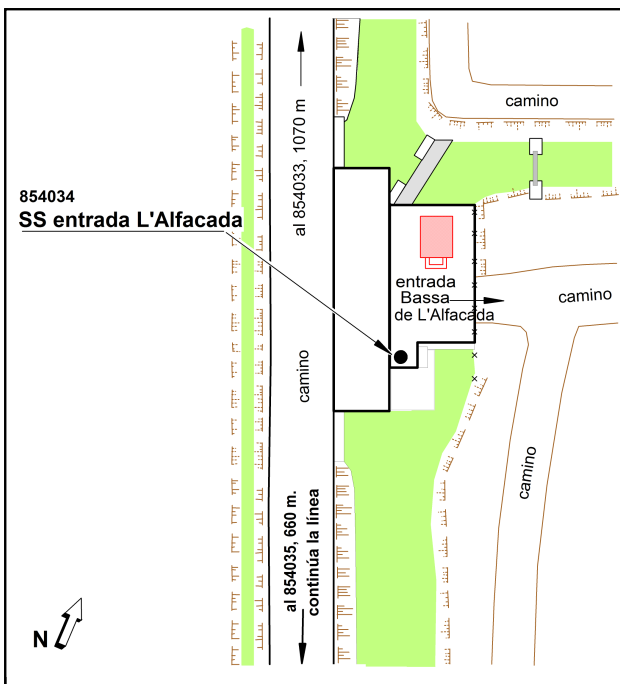 camino
al 854033, 1070 m
854034
SS entrada L'Alfacada
entrada
Bassa
de L'Alfacada
camino
camino
camino
al 854035, 660 m.
continúa la línea
N